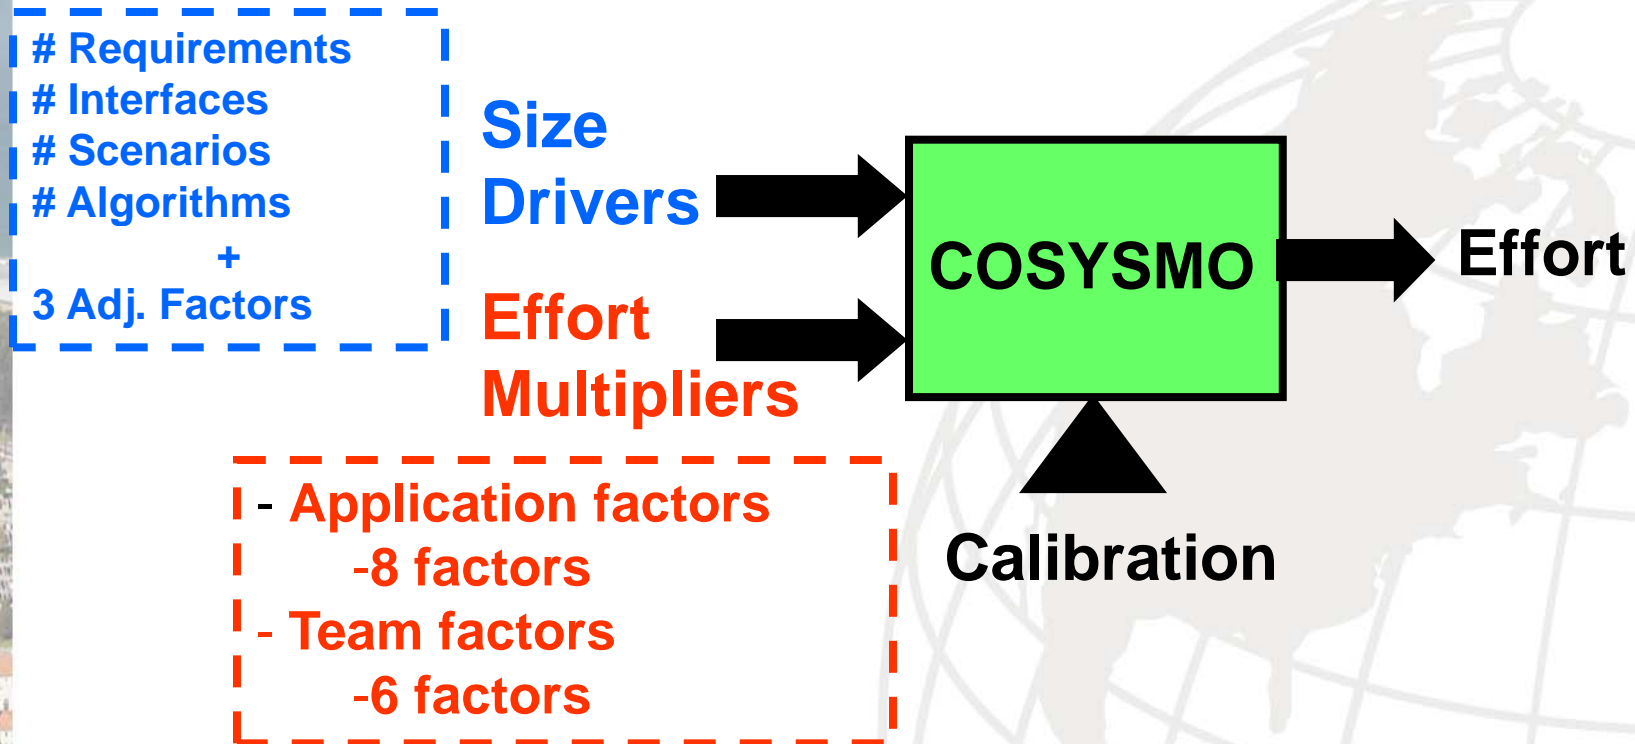 # Requirements
# Interfaces
# Scenarios
# Algorithms
+
3 Adj. Factors
Size
Drivers
Effort
Multipliers
- Application factors
-8 factors
- Team factors
-6 factors
COSYSMO
Calibration
Effort